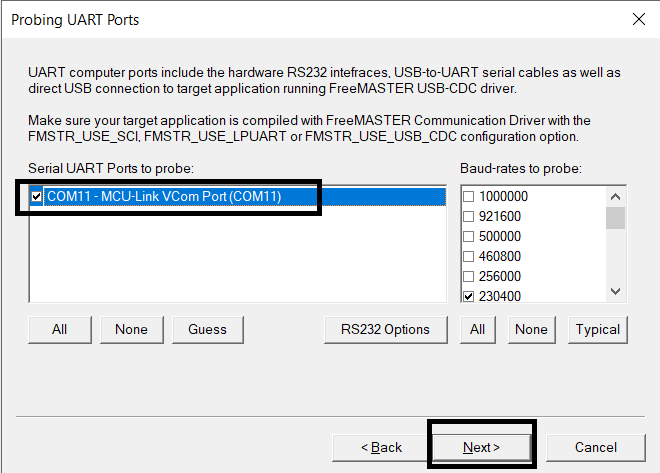 Probing UART Ports
UART computer ports include the hardware RS232 intefraces, USB-to-UART serial cables as well as
direct USB connection to target application running FreeMASTER USB-CDC driver.
Make sure your target application is compiled with FreeMASTER Communication Driver with the
FMSTR_USE_SCI, FMSTR_USE_LPUART or FMSTR_USE_USB_CDC configuration option.
Serial UART Ports to probe:
Baud-rates to probe:
COM11 - MCU-Link VCom Port (COM11)
1000000
921600
500000
460800
256000
230400
All
None
Guess
RS232 Options
All
None
Typical
< Back
Next >
Cancel